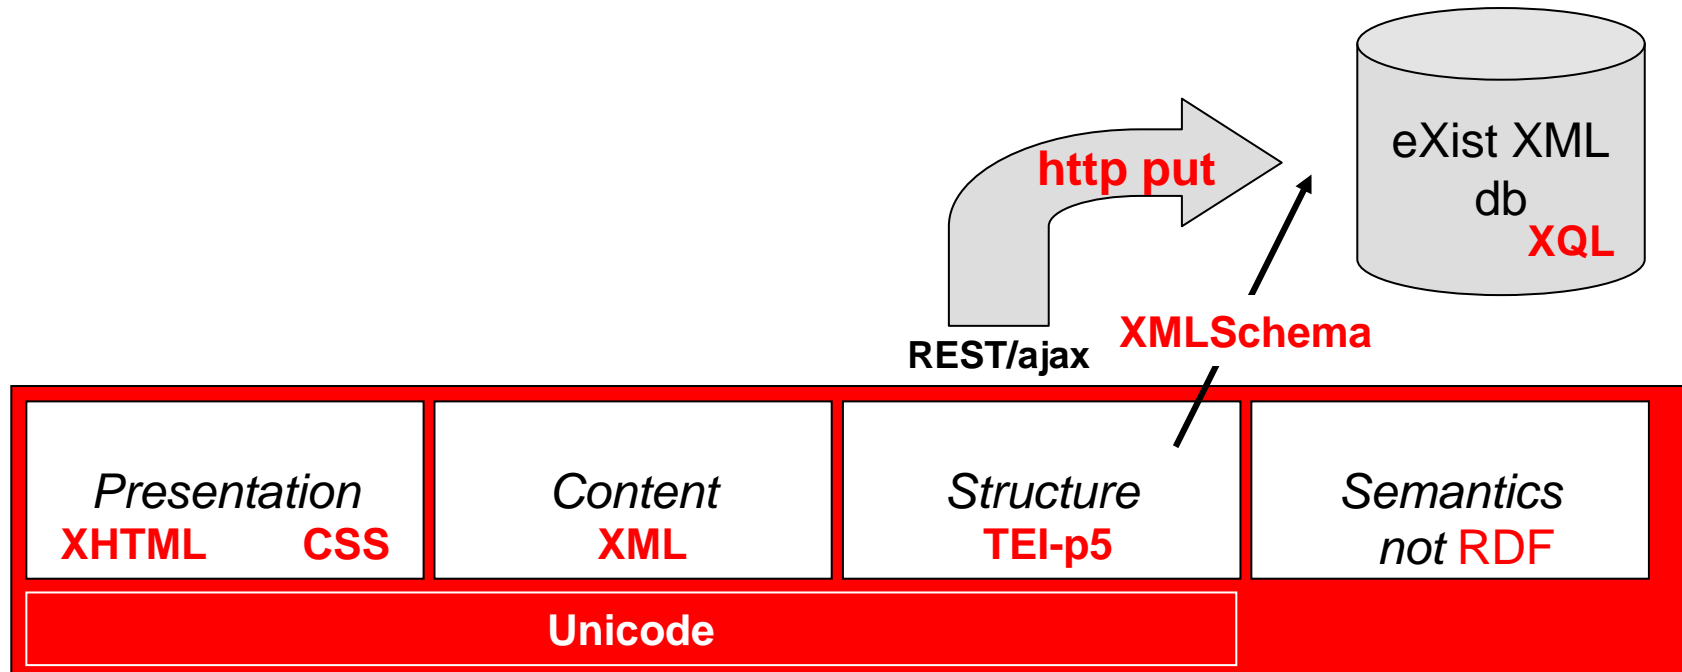 eXist XML
db
XQL
http put
XMLSchema
REST/ajax
Presentation
XHTML CSS
Content
XML
Structure
TEI-p5
Semantics
not RDF
Unicode